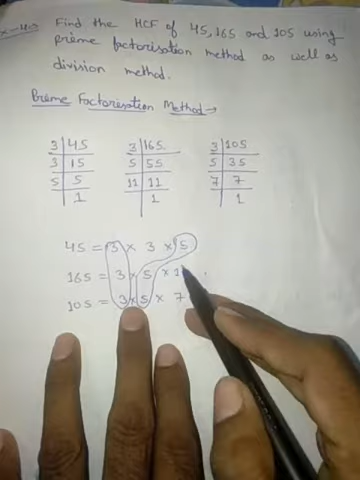 Find the HCF of 45, 165 and 105 using
prime factorisation method as well as
division method.
Prime Factorisation Method →
3 | 45
3 | 15
5 | 5
1
3 | 165
5 | 55
11 | 11
1
3 | 105
5 | 35
7 | 7
1
45 = 3 × 3 × 5
165 = 3 × 5 ×
105 = 3 × 5 × 7